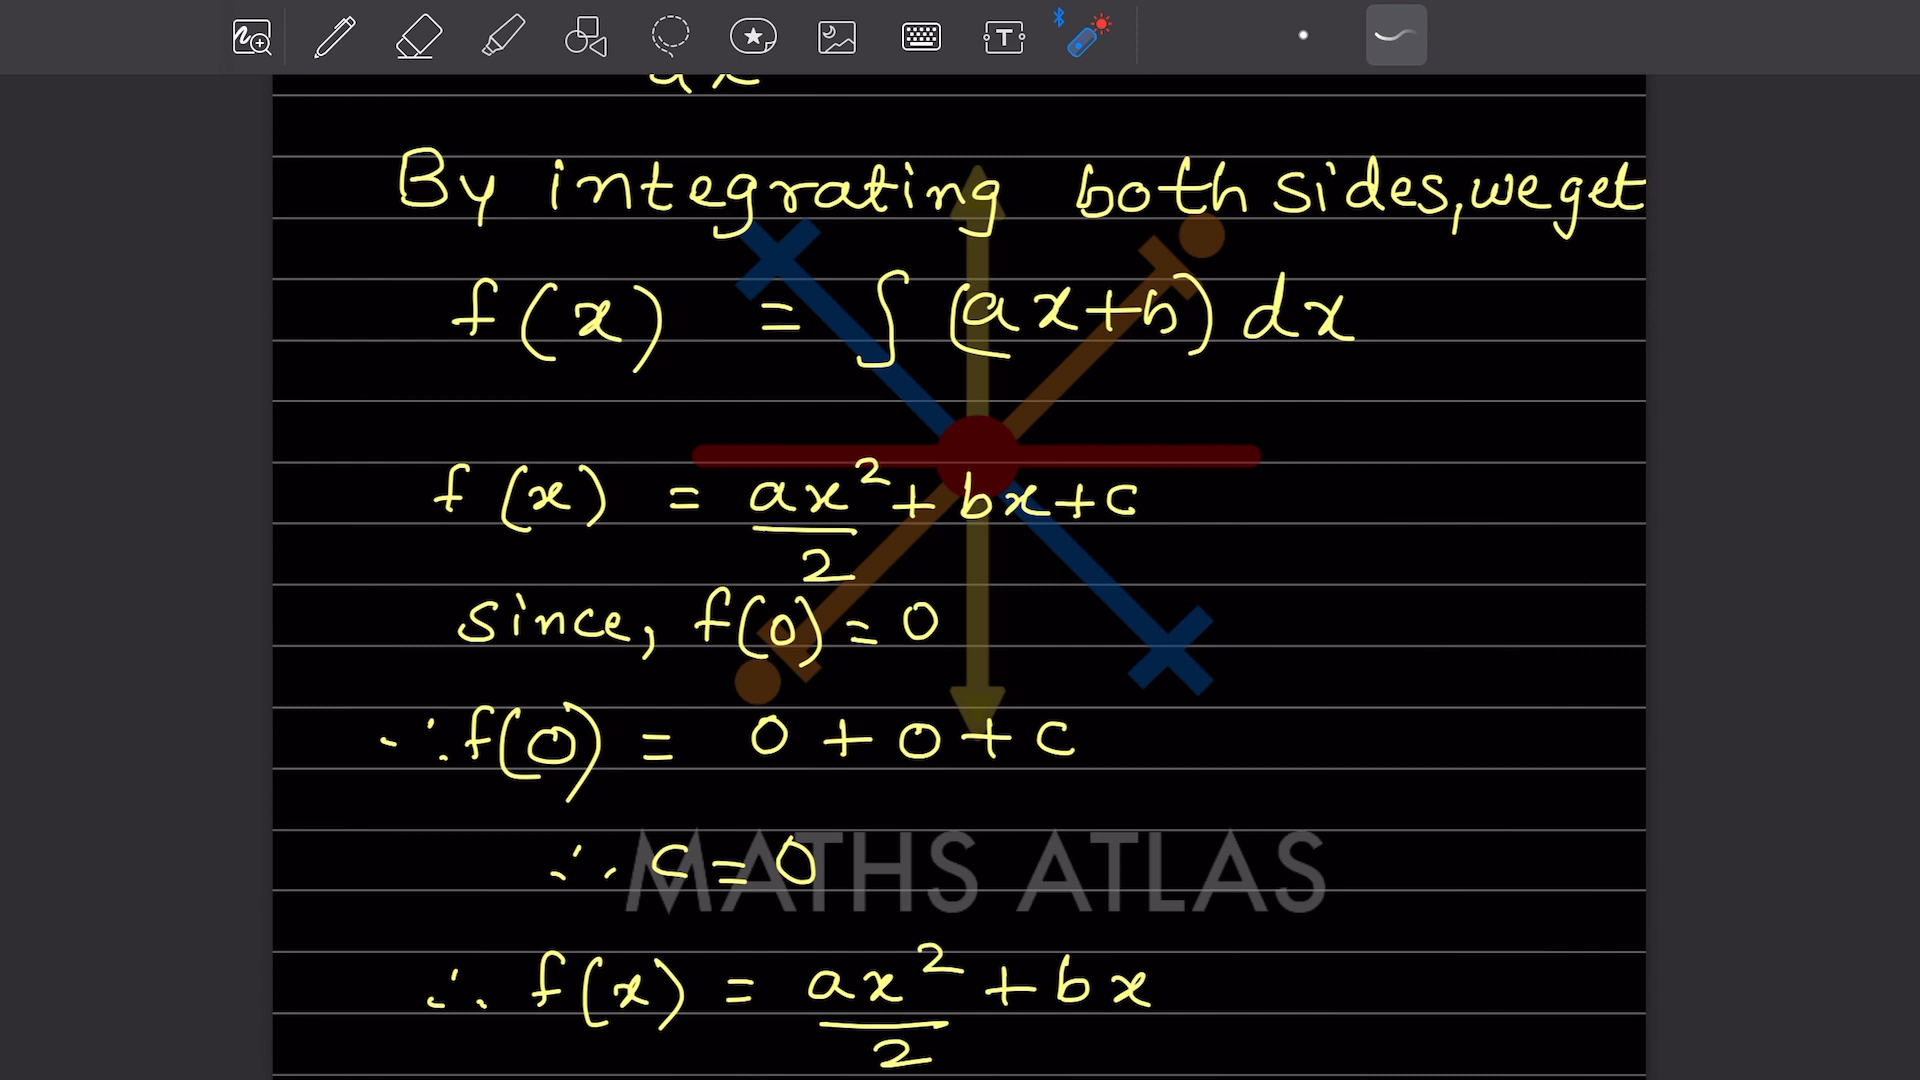 By integrating both sides, we get
f(x) = ∫ (ax+b) dx
f(x) = ax²/2 + bx + c
since, f(0) = 0
∴ f(0) = 0 + 0 + c
∴ c = 0
MATHS ATLAS
∴ f(x) = ax²/2 + bx